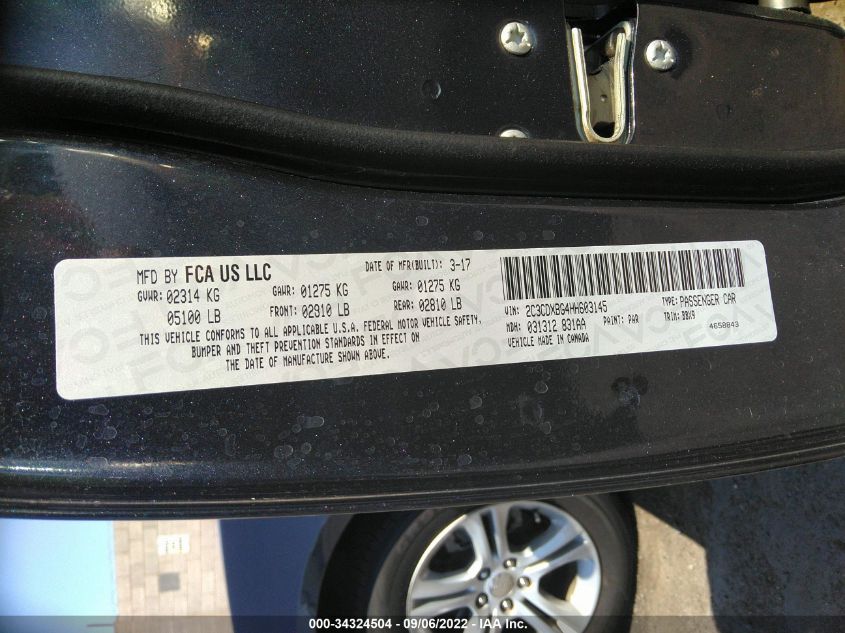 MFD BY FCA US LLC
DATE OF MFR(BUILT): 3-17
GVWR: 02314 KG GAWR: 01275 KG GAWR: 01275 KG
05100 LB FRONT: 02810 LB REAR: 02810 LB
THIS VEHICLE CONFORMS TO ALL APPLICABLE U.S.A. FEDERAL MOTOR VEHICLE SAFETY,
BUMPER AND THEFT PREVENTION STANDARDS IN EFFECT ON
THE DATE OF MANUFACTURE SHOWN ABOVE.
VIN: 2C3CDXBG4HH603145 TYPE: PASSENGER CAR
MDH: 031312 831AA PAINT: PAR TRIM: BBX9
VEHICLE MADE IN CANADA 4650843
000-34324504 - 09/06/2022 - IAA Inc.